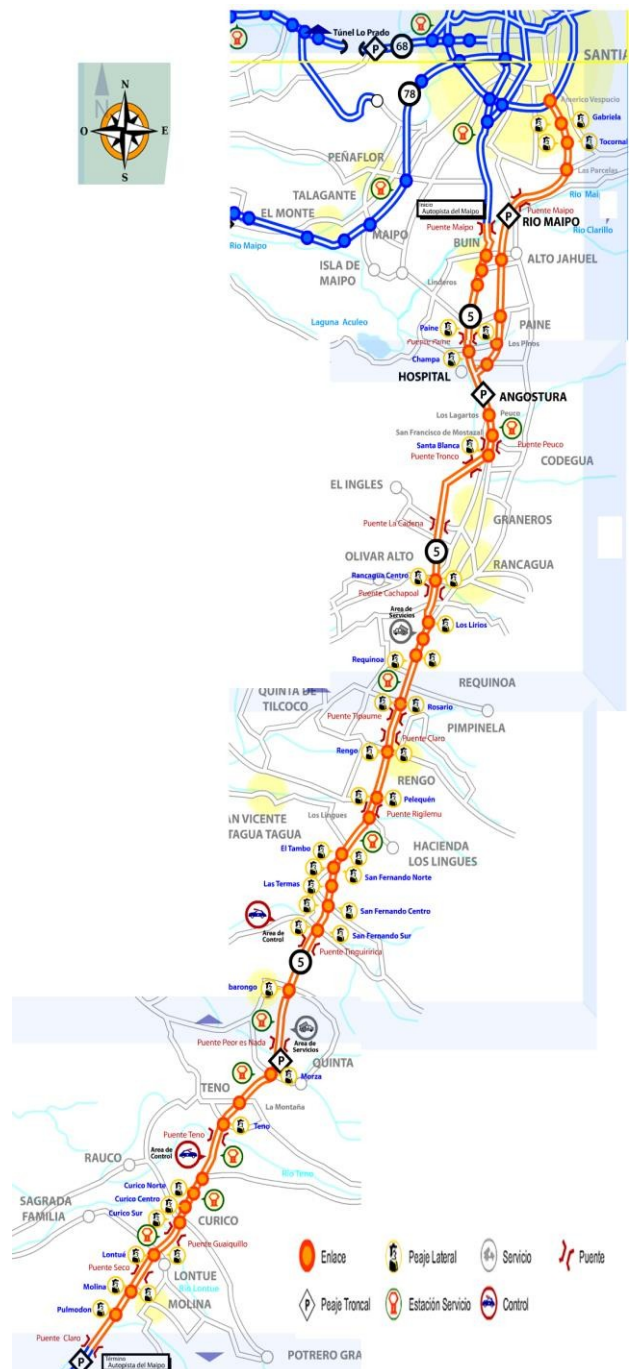 Túnel Lo Prado
P
68
SANTIA
N
N
O
E
S
78
Americo Vespucio
Gabriela
Tocornal
PEÑAFLOR
Las Parcelas
TALAGANTE
Rio Mai
EL MONTE
Inicio
Autopista del Maipo
Puente Maipo
P
RIO MAIPO
Rio Clarillo
Puente Maipo
Rio Maipo
MAIPO
BUIN
ALTO JAHUEL
ISLA DE
MAIPO
Linderos
5
Laguna Aculeo
Paine
PAINE
Puente Paine
Los Pinos
Champa
HOSPITAL
P
ANGOSTURA
Los Lagartos
Peuco
San Francisco de Mostazal
Santa Blanca
Puente Peuco
Puente Tronco
CODEGUA
EL INGLES
GRANEROS
Puente La Cadena
OLIVAR ALTO
5
RANCAGUA
Rancagua Centro
Puente Cachapoal
Area de
Servicios
Los Lirios
Requinoa
REQUINOA
QUINTA DE
TILCOCO
Rosario
Puente Tipaume
PIMPINELA
Puente Claro
Rengo
RENGO
Pelequén
AN VICENTE
TAGUA TAGUA
Los Lingues
Puente Rigilemu
El Tambo
HACIENDA
LOS LINGUES
San Fernando Norte
Las Termas
San Fernando Centro
Area de
Control
San Fernando Sur
Puente Tinguiririca
5
barongo
Puente Peor es Nada
Area de
Servicios
P
QUINTA
Morza
TENO
La Montaña
Teno
Puente Teno
Area de
Control
RAUCO
Rio Teno
Curico Norte
Curico Centro
SAGRADA
FAMILIA
Curico Sur
CURICO
Puente Guaiquillo
Lontué
Puente Seco
LONTUE
Rio Lontue
Molina
MOLINA
Pulmodon
Puente Claro
P
Término
Autopista del Maipo
POTRERO GRA
Enlace
Peaje Lateral
Servicio
Puente
P
Peaje Troncal
Estación Servicio
Control